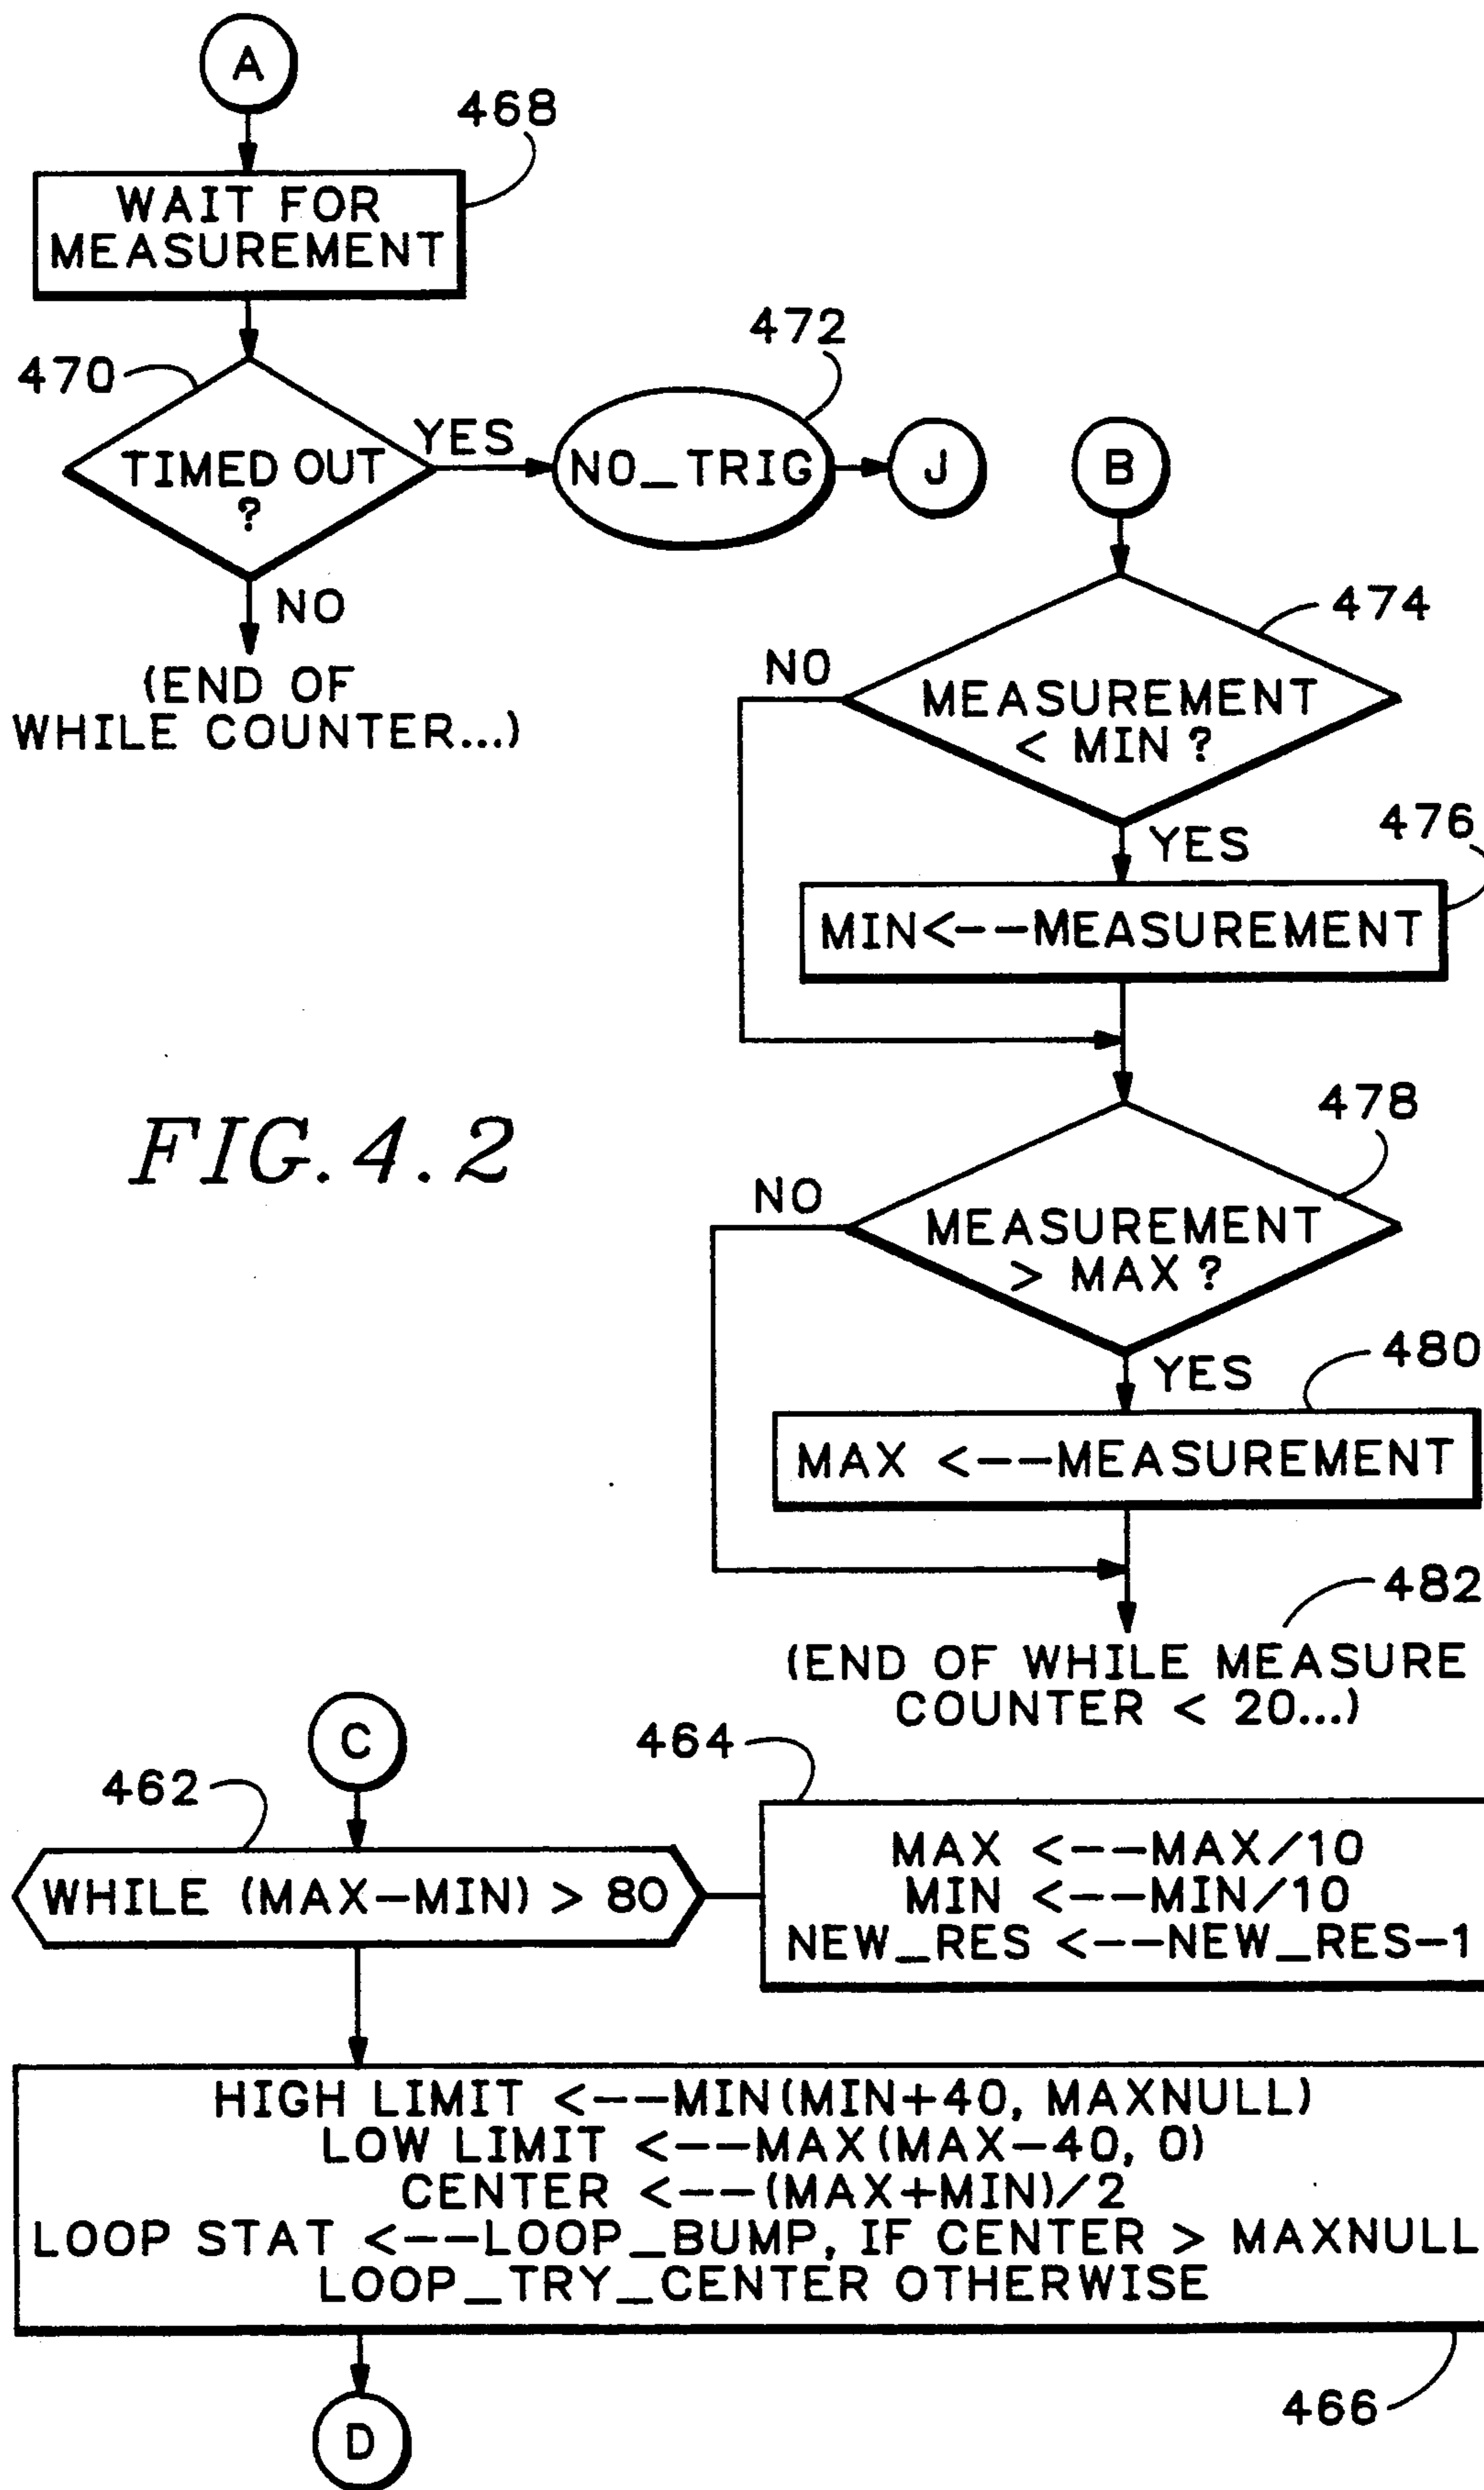 A
468
WAIT FOR
MEASUREMENT
470
TIMED OUT
?
YES
472
NO_TRIG
J
NO
(END OF
WHILE COUNTER...)
B
474
NO
MEASUREMENT
< MIN ?
YES
476
MIN<--MEASUREMENT
478
NO
MEASUREMENT
> MAX ?
YES
480
MAX <--MEASUREMENT
482
(END OF WHILE MEASURE
COUNTER < 20...)
FIG. 4.2
C
462
WHILE (MAX-MIN) > 80
464
MAX <--MAX/10
MIN <--MIN/10
NEW_RES <--NEW_RES-1
HIGH LIMIT <--MIN(MIN+40, MAXNULL)
LOW LIMIT <--MAX(MAX-40, 0)
CENTER <--(MAX+MIN)/2
LOOP STAT <--LOOP_BUMP, IF CENTER > MAXNULL
LOOP_TRY_CENTER OTHERWISE
466
D